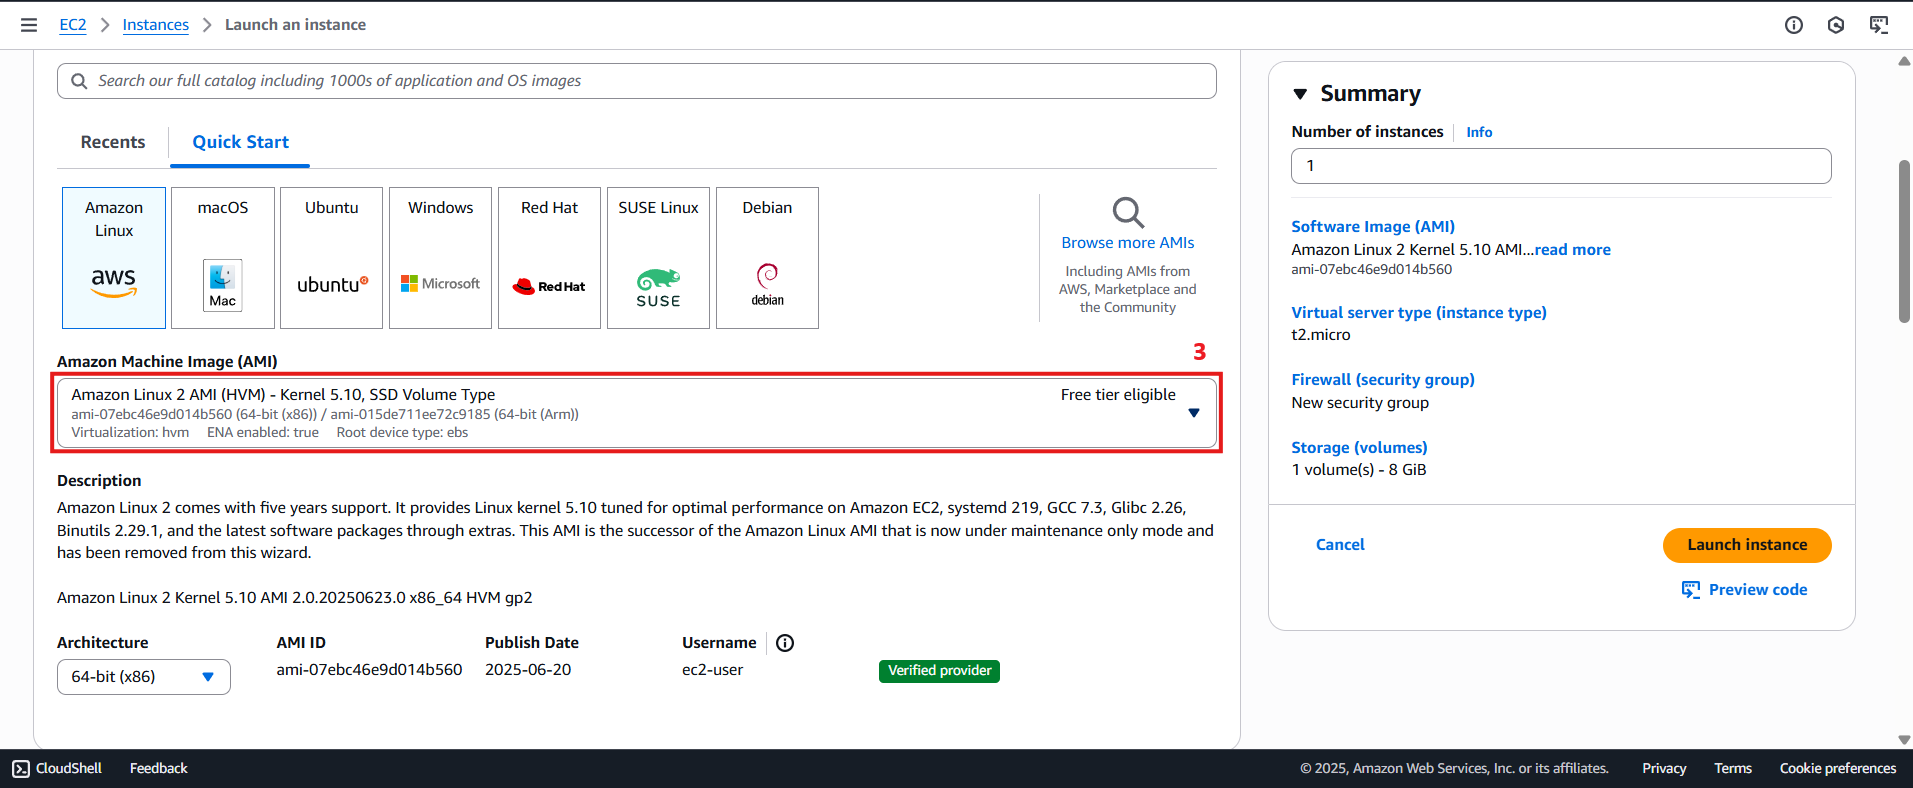 EC2 > Instances > Launch an instance
Search our full catalog including 1000s of application and OS images
Recents
Quick Start
Amazon
Linux
aws
macOS
Mac
Ubuntu
ubuntu
Windows
Microsoft
Red Hat
Red Hat
SUSE Linux
SUSE
Debian
debian
Browse more AMIs
Including AMIs from
AWS, Marketplace and
the Community
3
Amazon Machine Image (AMI)
Amazon Linux 2 AMI (HVM) - Kernel 5.10, SSD Volume Type
Free tier eligible
ami-07ebc46e9d014b560 (64-bit (x86)) / ami-015de711ee72c9185 (64-bit (Arm))
Virtualization: hvm ENA enabled: true Root device type: ebs
Description
Amazon Linux 2 comes with five years support. It provides Linux kernel 5.10 tuned for optimal performance on Amazon EC2, systemd 219, GCC 7.3, Glibc 2.26,
Binutils 2.29.1, and the latest software packages through extras. This AMI is the successor of the Amazon Linux AMI that is now under maintenance only mode and
has been removed from this wizard.
Amazon Linux 2 Kernel 5.10 AMI 2.0.20250623.0 x86_64 HVM gp2
Architecture
64-bit (x86)
AMI ID
ami-07ebc46e9d014b560
Publish Date
2025-06-20
Username
ec2-user
Verified provider
Summary
Number of instances
Info
1
Software Image (AMI)
Amazon Linux 2 Kernel 5.10 AMI...read more
ami-07ebc46e9d014b560
Virtual server type (instance type)
t2.micro
Firewall (security group)
New security group
Storage (volumes)
1 volume(s) - 8 GiB
Cancel
Launch instance
Preview code
CloudShell
Feedback
© 2025, Amazon Web Services, Inc. or its affiliates.
Privacy
Terms
Cookie preferences